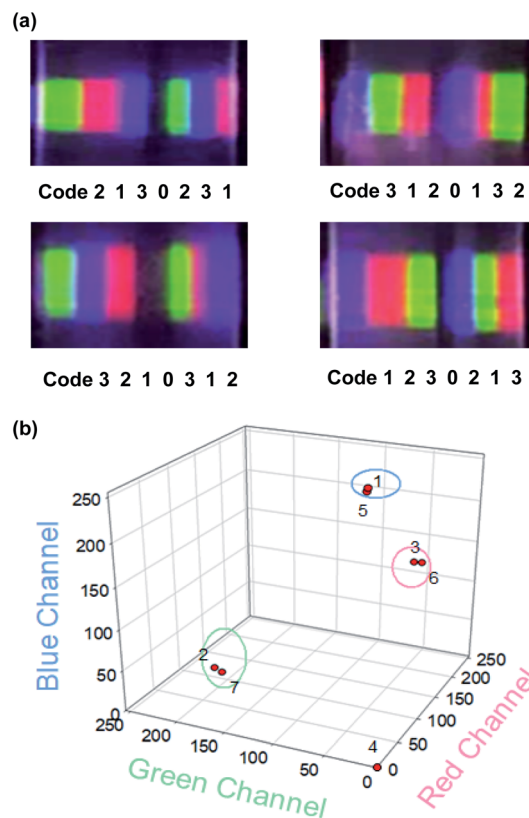 (a)
Code 2 1 3 0 2 3 1
Code 3 1 2 0 1 3 2
Code 3 2 1 0 3 1 2
Code 1 2 3 0 2 1 3
(b)
250
200
150
100
50
0
Blue Channel
250
200
150
100
50
0
Green Channel
0
50
100
150
200
250
Red Channel
1
5
3
6
2
7
4